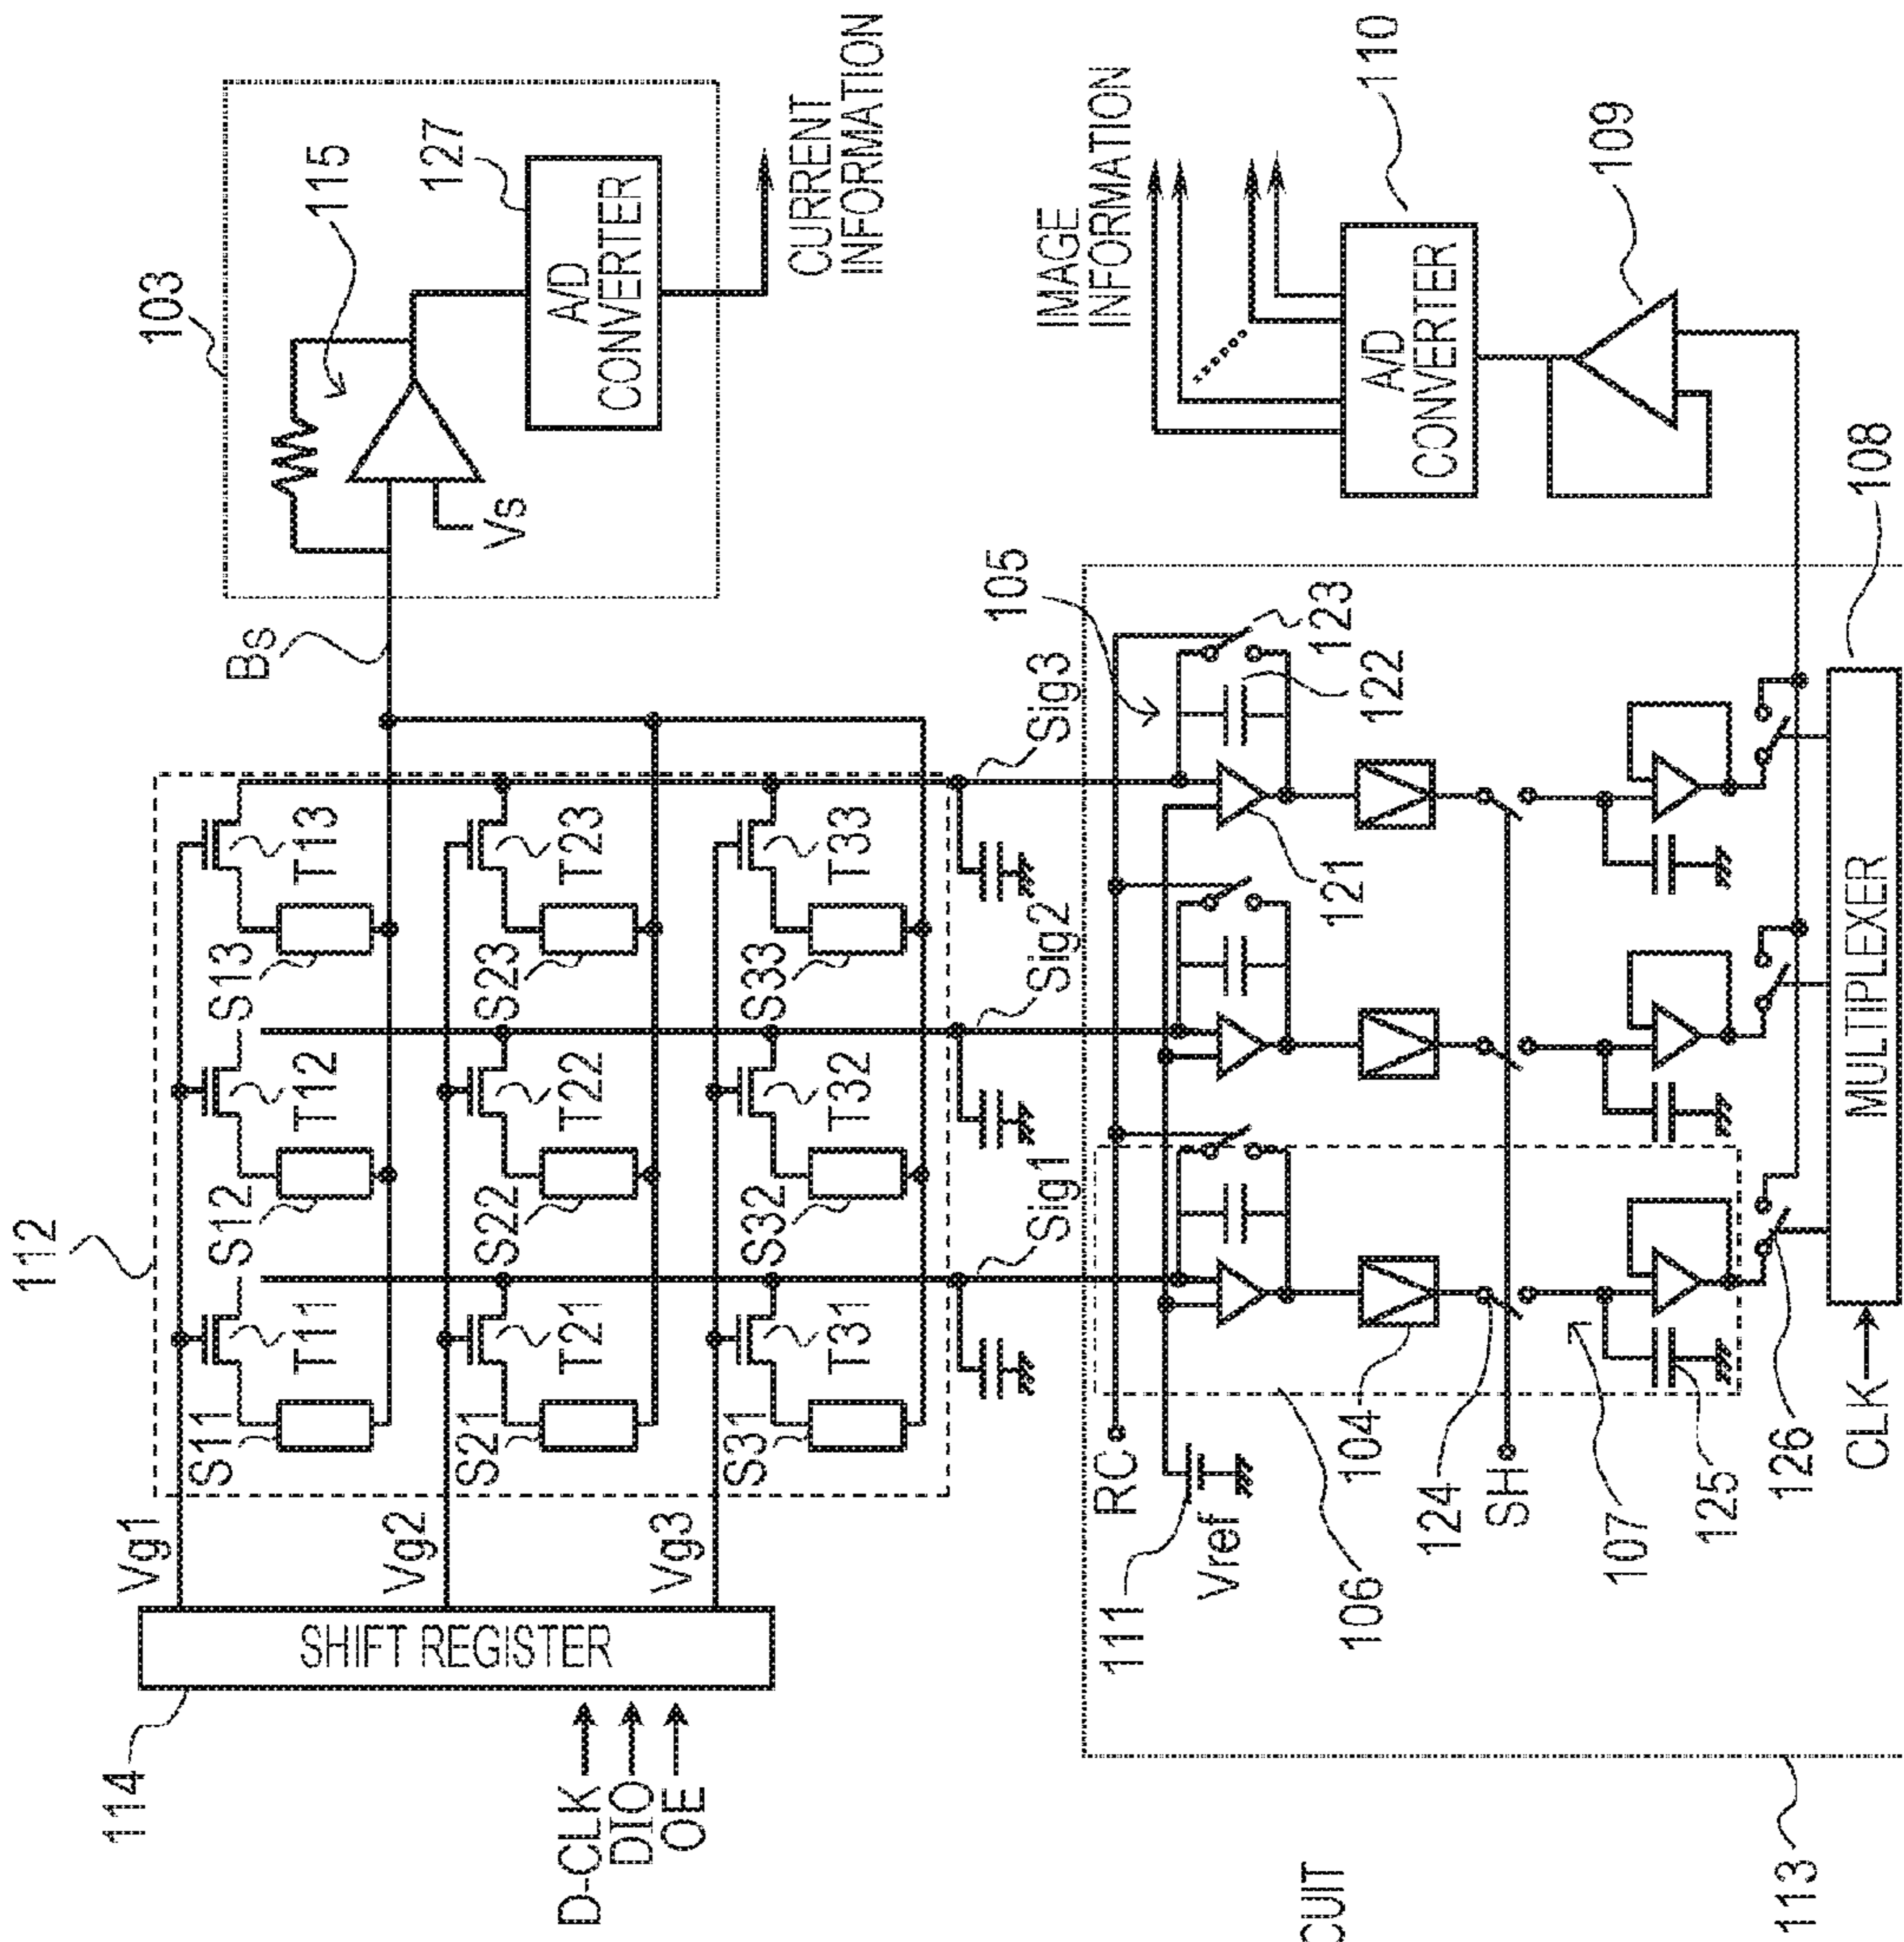 103
115
127
A/D
CONVERTER
CURRENT
INFORMATION
Vs
Bs
112
T11
T12
T13
S11
S12
S13
T21
T22
T23
S21
S22
S23
T31
T32
T33
S31
S32
S33
Vg1
Vg2
Vg3
SHIFT REGISTER
114
D-CLK
DIO
OE
Sig1
Sig2
Sig3
IMAGE
INFORMATION
110
A/D
CONVERTER
109
105
123
122
121
RC
111
Vref
106
104
124
SH
107
125
126
CLK
MULTIPLEXER
108
113
CUIT